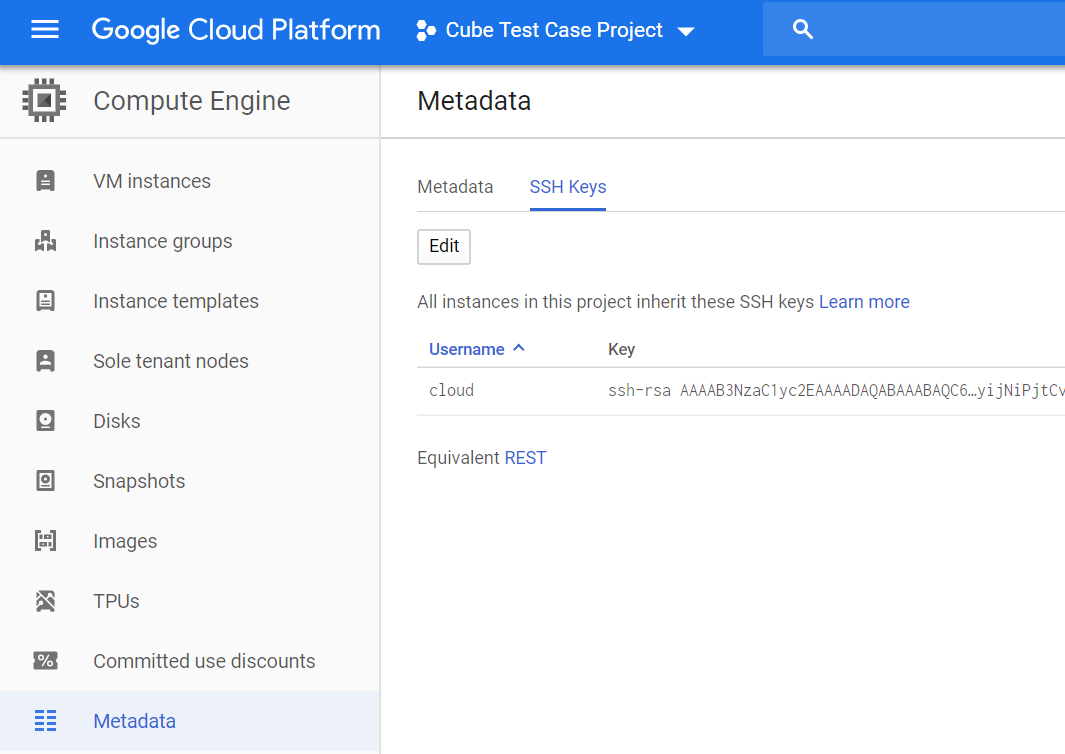 Google Cloud Platform
Cube Test Case Project
Compute Engine
Metadata
VM instances
Instance groups
Instance templates
Sole tenant nodes
Disks
Snapshots
Images
TPUs
Committed use discounts
Metadata
Metadata SSH Keys
Edit
All instances in this project inherit these SSH keys Learn more
Username Key
cloud ssh-rsa AAAAB3NzaC1yc2EAAAADAQABAAABAQC6…yijNiPjtCv
Equivalent REST